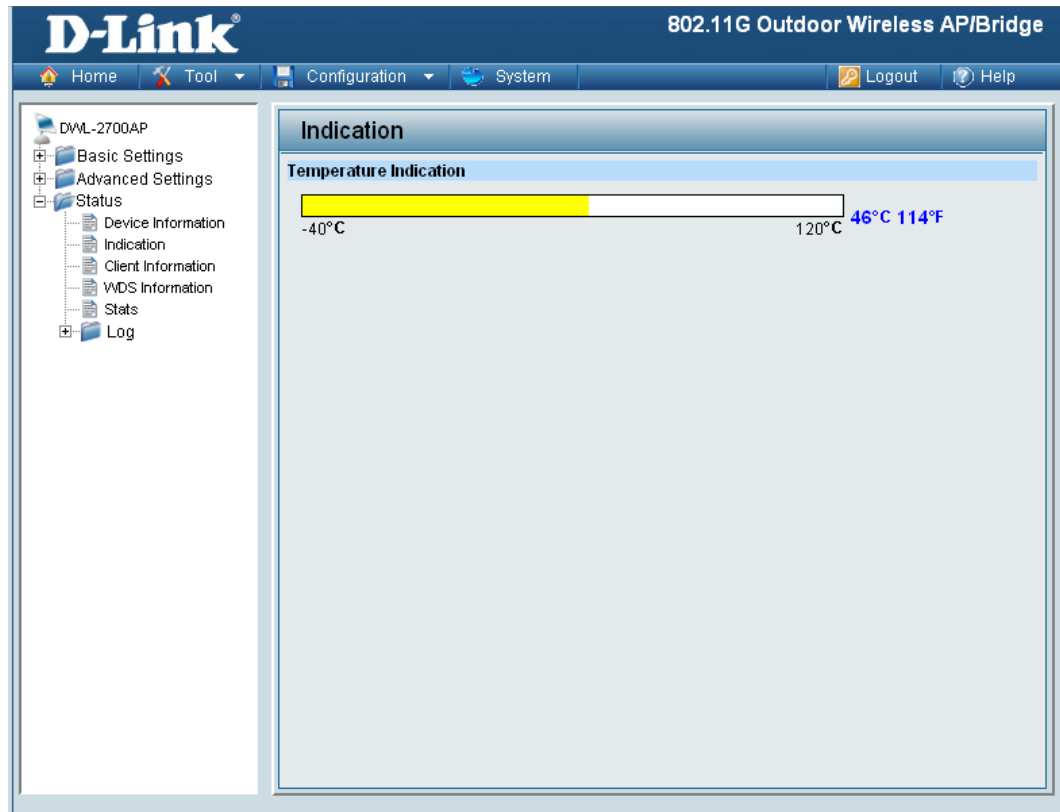 D-Link®
802.11G Outdoor Wireless AP/Bridge
Home Tool Configuration System Logout Help
DWL-2700AP
Basic Settings
Advanced Settings
Status
Device Information
Indication
Client Information
WDS Information
Stats
Log
Indication
Temperature Indication
-40°C 120°C 46°C 114°F